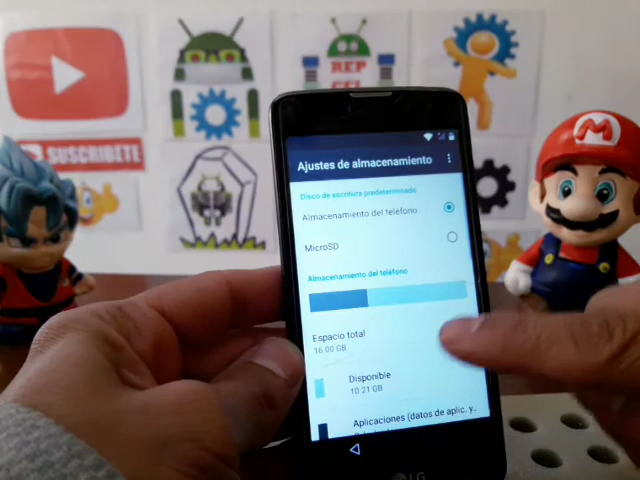 REP
CEL
SUSCRIBETE
M
Ajustes de almacenamiento
Disco de escritura predeterminado
Almacenamiento del teléfono
MicroSD
Almacenamiento del teléfono
Espacio total
16.00 GB
Disponible
10.21 GB
Aplicaciones (datos de aplic. y..
LG